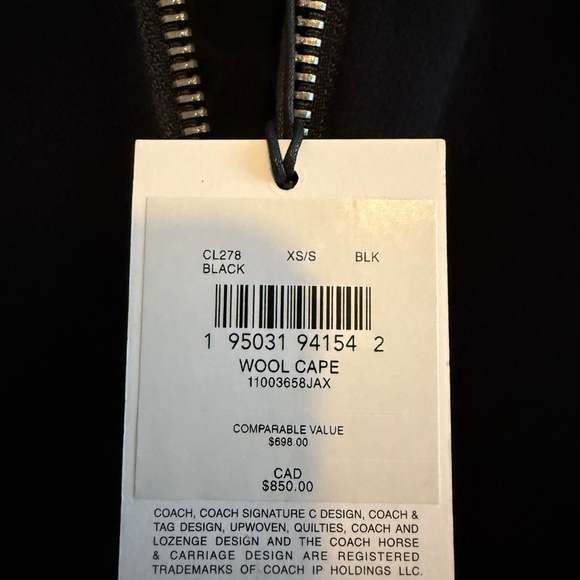 CL278 XS/S BLK
BLACK
1 95031 94154 2
WOOL CAPE
11003658JAX
COMPARABLE VALUE
$698.00
CAD
$850.00
COACH, COACH SIGNATURE C DESIGN, COACH &
TAG DESIGN, UPWOVEN, QUILTIES, COACH AND
LOZENGE DESIGN AND THE COACH HORSE
& CARRIAGE DESIGN ARE REGISTERED
TRADEMARKS OF COACH IP HOLDINGS LLC.